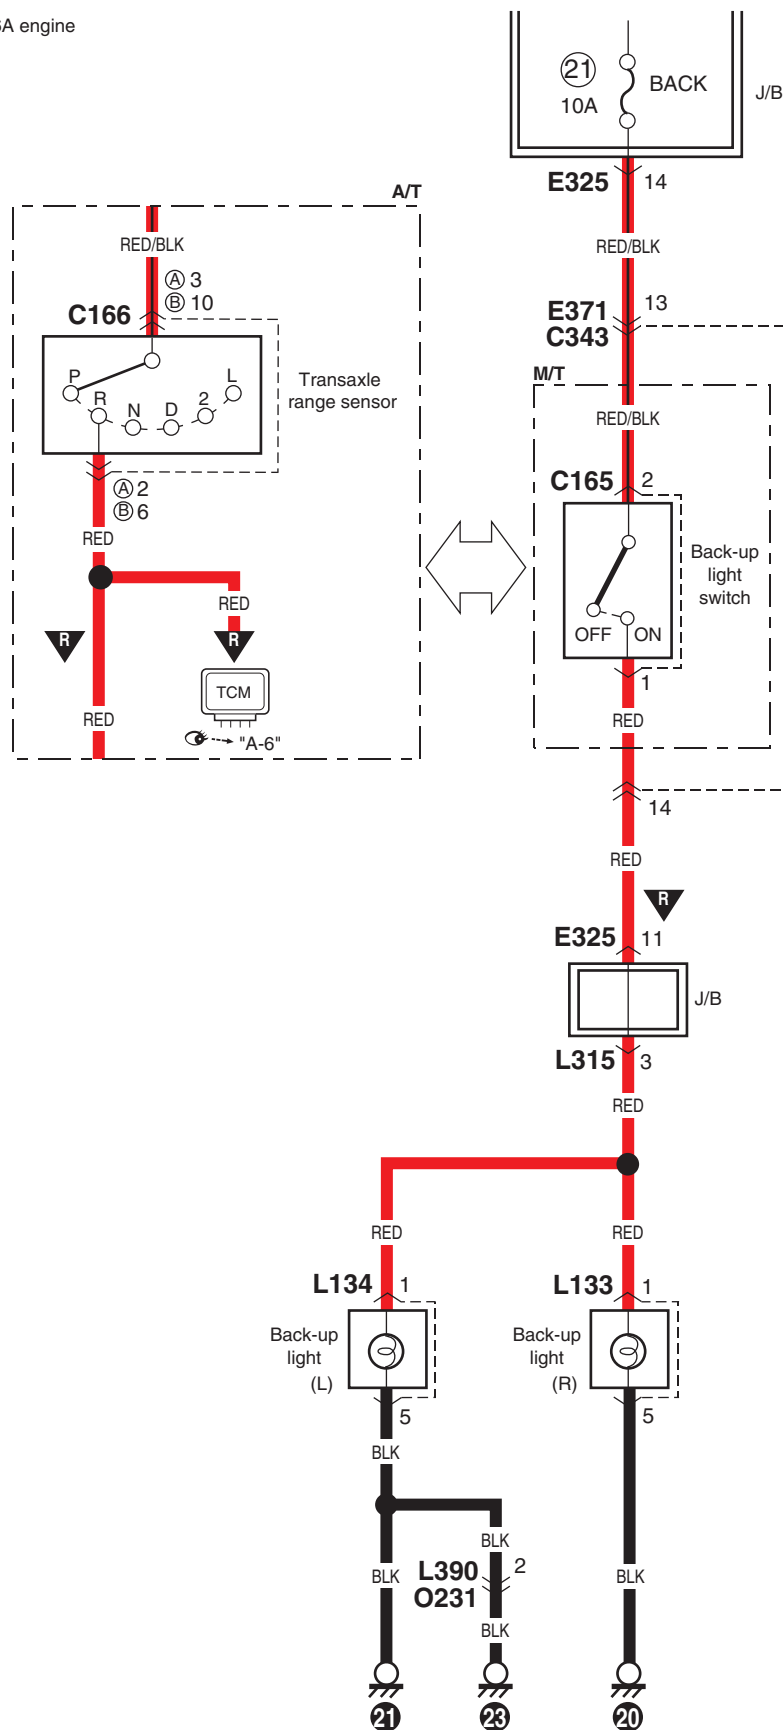 A engine
21
10A
BACK
J/B
E325 14
A/T
RED/BLK
RED/BLK
A 3
B 10
C166
E371 13
C343
M/T
P R N D 2 L
Transaxle
range sensor
RED/BLK
C165 2
A 2
B 6
RED
Back-up
light
switch
OFF ON
RED
R
R
1
TCM
RED
RED
"A-6"
14
RED
R
E325 11
J/B
L315 3
RED
RED
RED
L134 1
L133 1
Back-up
light
(L)
Back-up
light
(R)
5
5
BLK
BLK
L390 2
O231
BLK
BLK
BLK
21
23
20